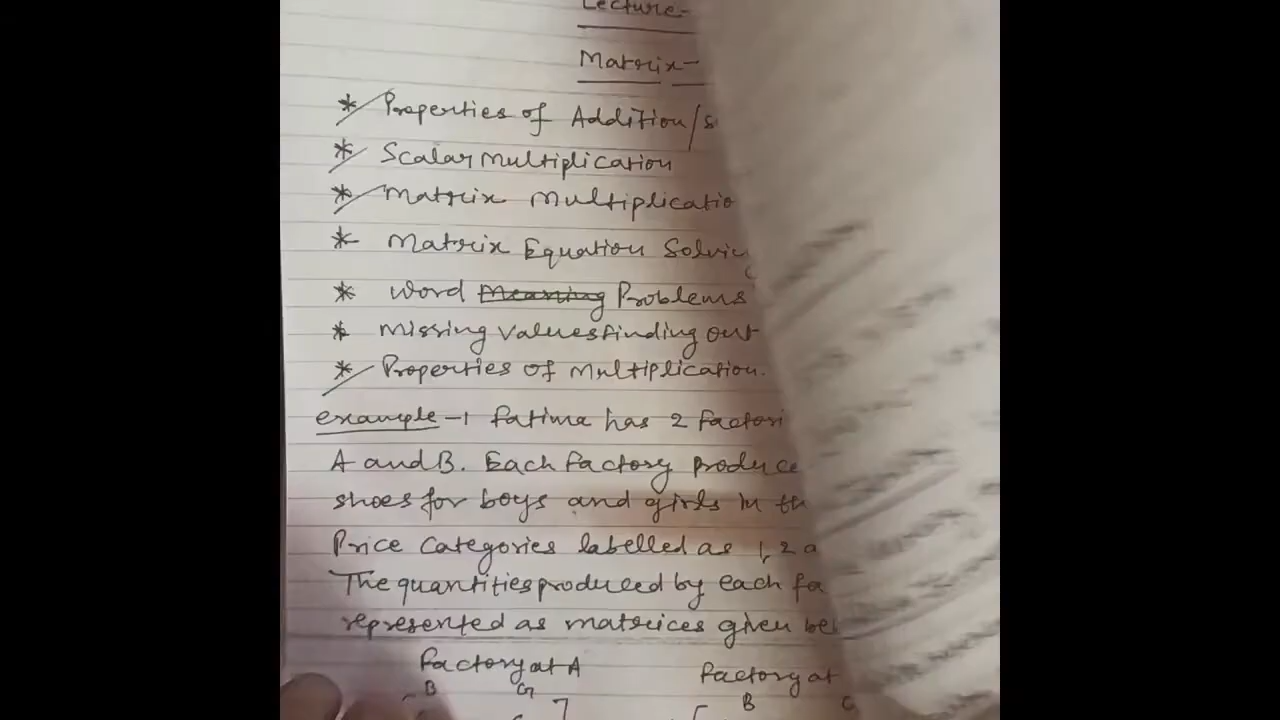 Lecture-
Matrix-
* Properties of Addition/s
* Scalar multiplication
* Matrix multiplicatio
* Matrix Equation Solvin
* word Meaning Problems
* missing values finding out
* Properties of multiplication.
example-1 fatima has 2 factori
A and B. Each factory produce
shoes for boys and girls in th
Price categories labelled as 1, 2 a
The quantities produced by each fa
represented as matrices given bel
factory at A factory at
B G B G